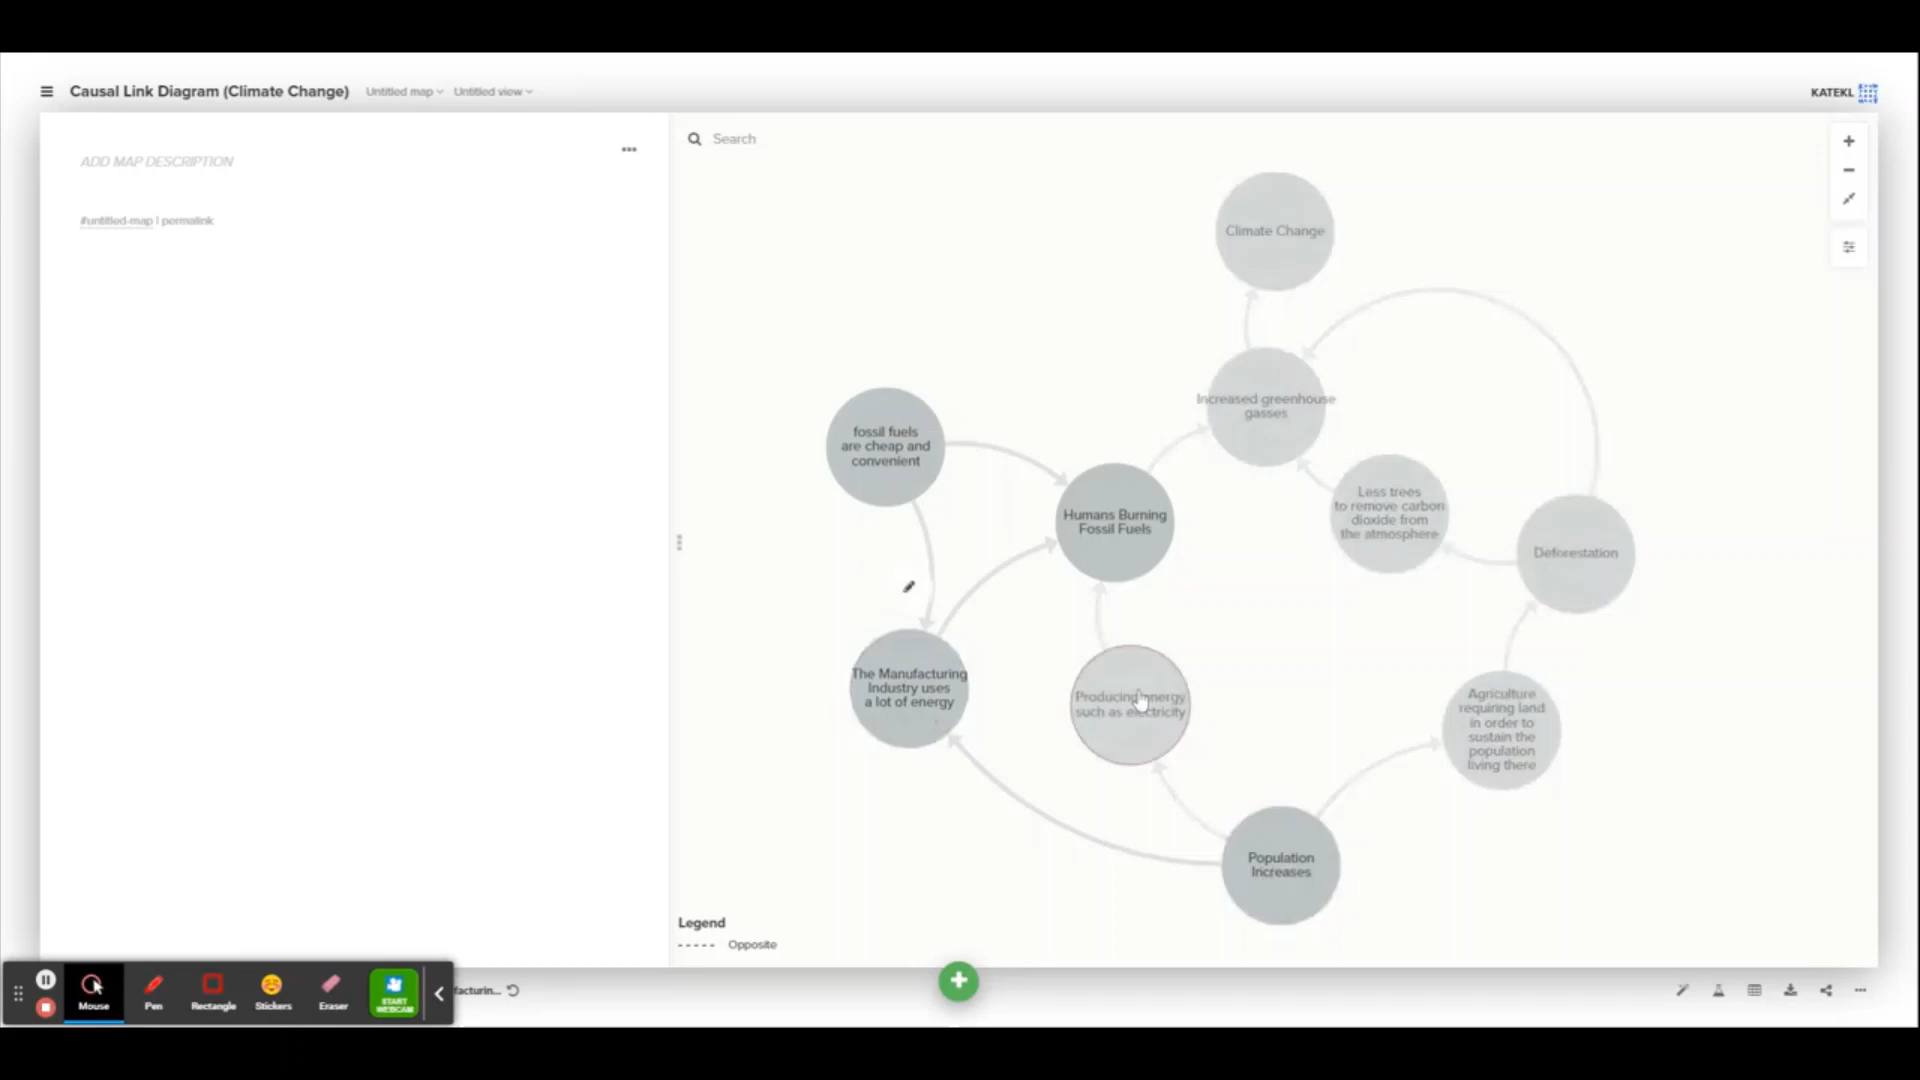 Causal Link Diagram (Climate Change) Untitled map Untitled view
KATEKL
ADD MAP DESCRIPTION
#untitled-map | permalink
Search
Climate Change
Increased greenhouse
gasses
fossil fuels
are cheap and
convenient
Humans Burning
Fossil Fuels
Less trees
to remove carbon
dioxide from
the atmosphere
Deforestation
The Manufacturing
Industry uses
a lot of energy
Producing energy
such as electricity
Agriculture
requiring land
in order to
sustain the
population
living there
Population
Increases
Legend
Opposite
Mouse
Pen
Rectangle
Stickers
Eraser
START
WEBCAM
facturin...